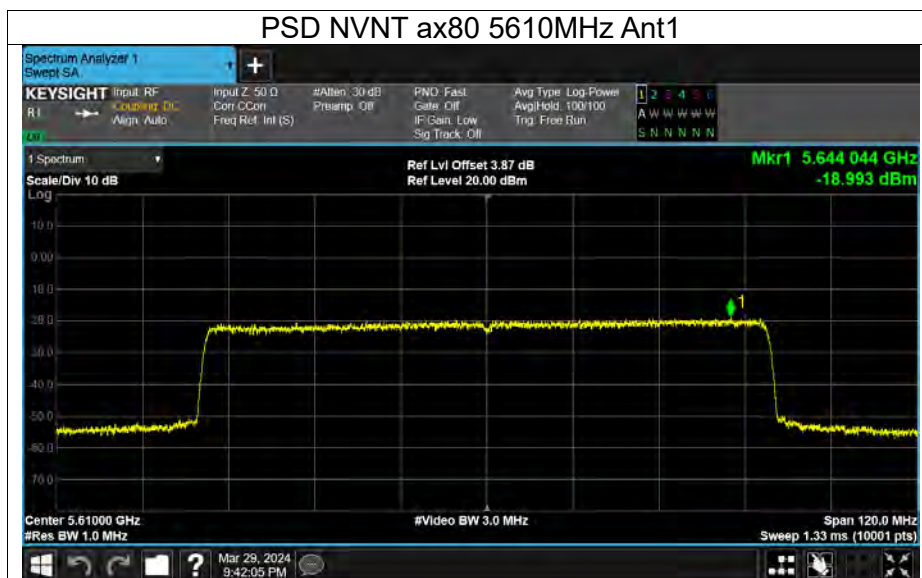 PSD NVNT ax80 5610MHz Ant1
Spectrum Analyzer 1
Swept SA
+
KEYSIGHT Input: RF Input Z: 50 Ω #Atten: 30 dB PNO: Fast Avg Type: Log-Power 1 2 3 4 5 6
Coupling: DC Corr CCorr Preamp: Off Gate: Off Avg|Hold: 100/100 A W W W W W
Align: Auto Freq Ref: Int (S) IF Gain: Low Trig: Free Run
Sig Track: Off S N N N N N
1 Spectrum
Ref Lvl Offset 3.87 dB Mkr1 5.644 044 GHz
Scale/Div 10 dB Ref Level 20.00 dBm -18.993 dBm
Log
10.0
0.00
-10.0
1
-20.0
-30.0
-40.0
-50.0
-60.0
-70.0
Center 5.61000 GHz #Video BW 3.0 MHz Span 120.0 MHz
#Res BW 1.0 MHz Sweep 1.33 ms (10001 pts)
? Mar 29, 2024
9:42:05 PM